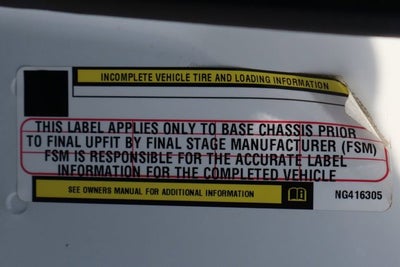 INCOMPLETE VEHICLE TIRE AND LOADING INFORMATION
THIS LABEL APPLIES ONLY TO BASE CHASSIS PRIOR
TO FINAL UPFIT BY FINAL STAGE MANUFACTURER (FSM)
FSM IS RESPONSIBLE FOR THE ACCURATE LABEL
INFORMATION FOR THE COMPLETED VEHICLE
SEE OWNERS MANUAL FOR ADDITIONAL INFORMATION
NG416305